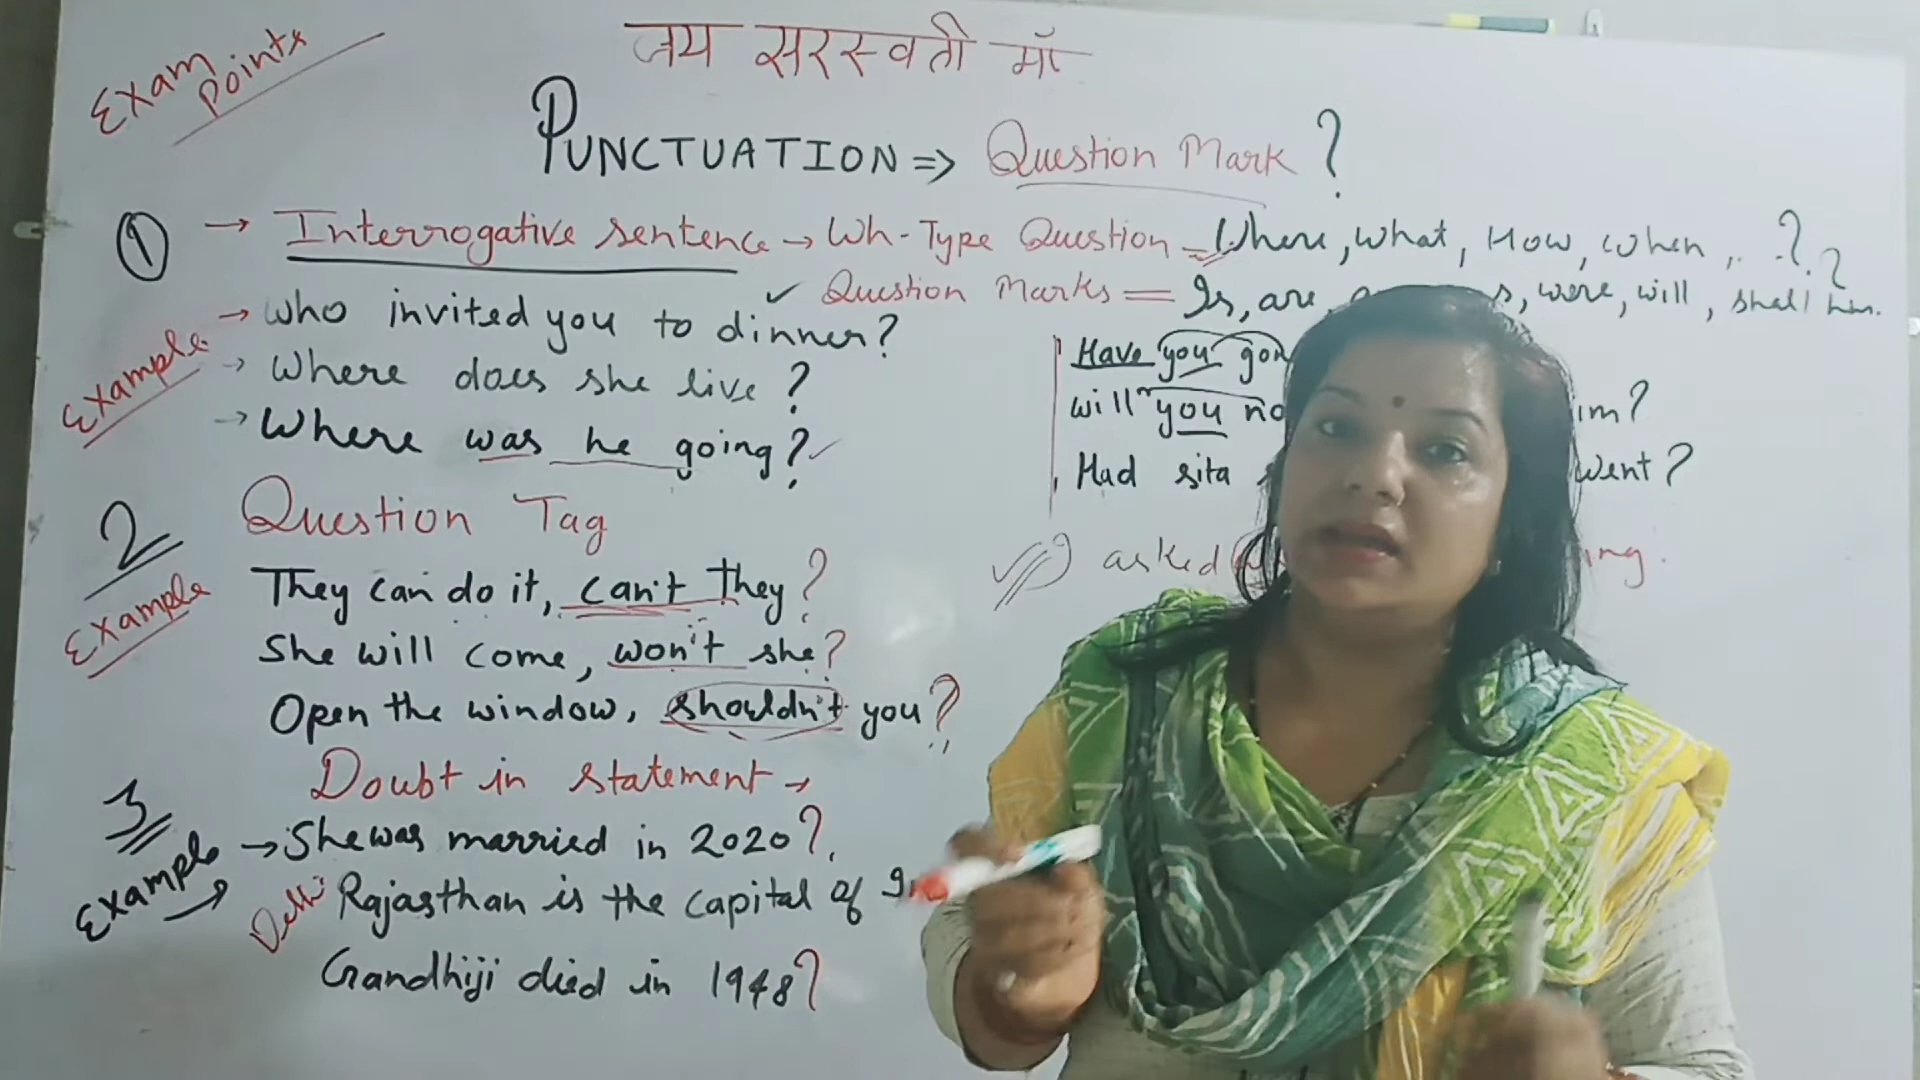 जय सरस्वती माँ
Exam points
PUNCTUATION => Question Mark ?
① → Interrogative sentence → Wh-Type Question = Where, What, How, When, .. ?
✓ Question Marks = Is, are, were, will, shall ?
Example
→ Who invited you to dinner?
→ Where does she live ?
→ Where was he going? ✓
Have you gon
will you no im?
Had sita went?
asked ing.
2 Question Tag
Example
They can do it, can't they?
She will come, won't she?
Open the window, shouldn't you?
3 Doubt in statement →
Example →
→ She was married in 2020?
Delhi Rajasthan is the capital of In
Gandhiji died in 1948?